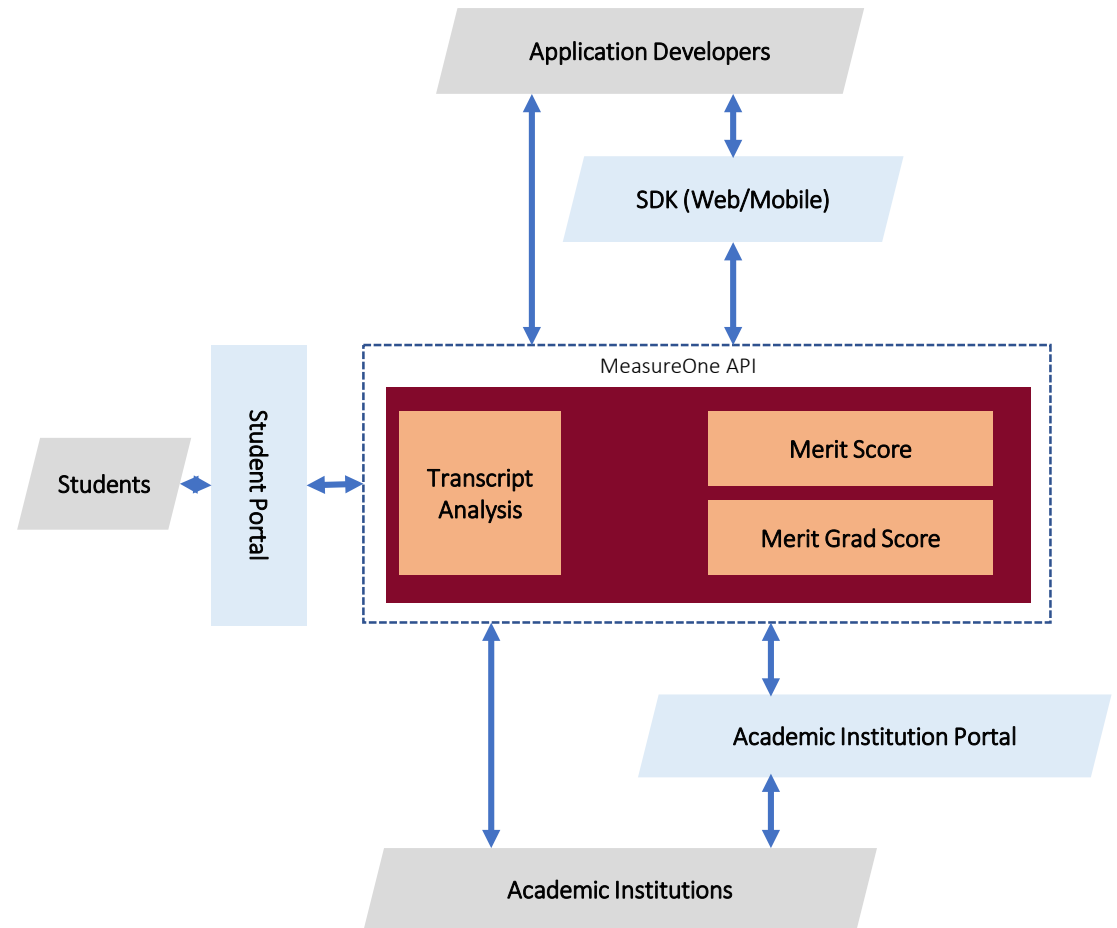 Application Developers
SDK (Web/Mobile)
MeasureOne API
Students
Student Portal
Transcript
Analysis
Merit Score
Merit Grad Score
Academic Institution Portal
Academic Institutions